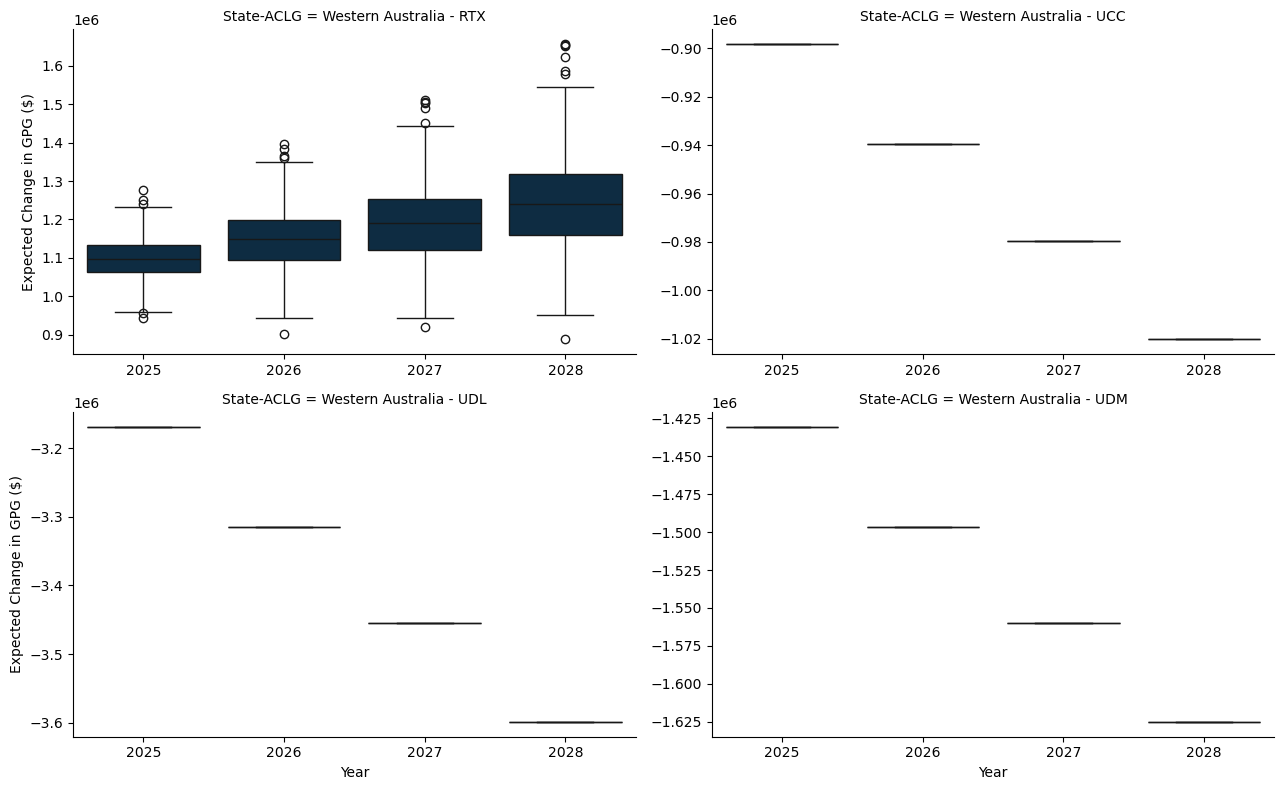 State-ACLG = Western Australia - RTX
1e6
Expected Change in GPG ($)
1.6
1.5
1.4
1.3
1.2
1.1
1.0
0.9
2025 2026 2027 2028
State-ACLG = Western Australia - UCC
1e6
−0.90
−0.92
−0.94
−0.96
−0.98
−1.00
−1.02
2025 2026 2027 2028
State-ACLG = Western Australia - UDL
1e6
Expected Change in GPG ($)
−3.2
−3.3
−3.4
−3.5
−3.6
2025 2026 2027 2028
Year
State-ACLG = Western Australia - UDM
1e6
−1.425
−1.450
−1.475
−1.500
−1.525
−1.550
−1.575
−1.600
−1.625
2025 2026 2027 2028
Year